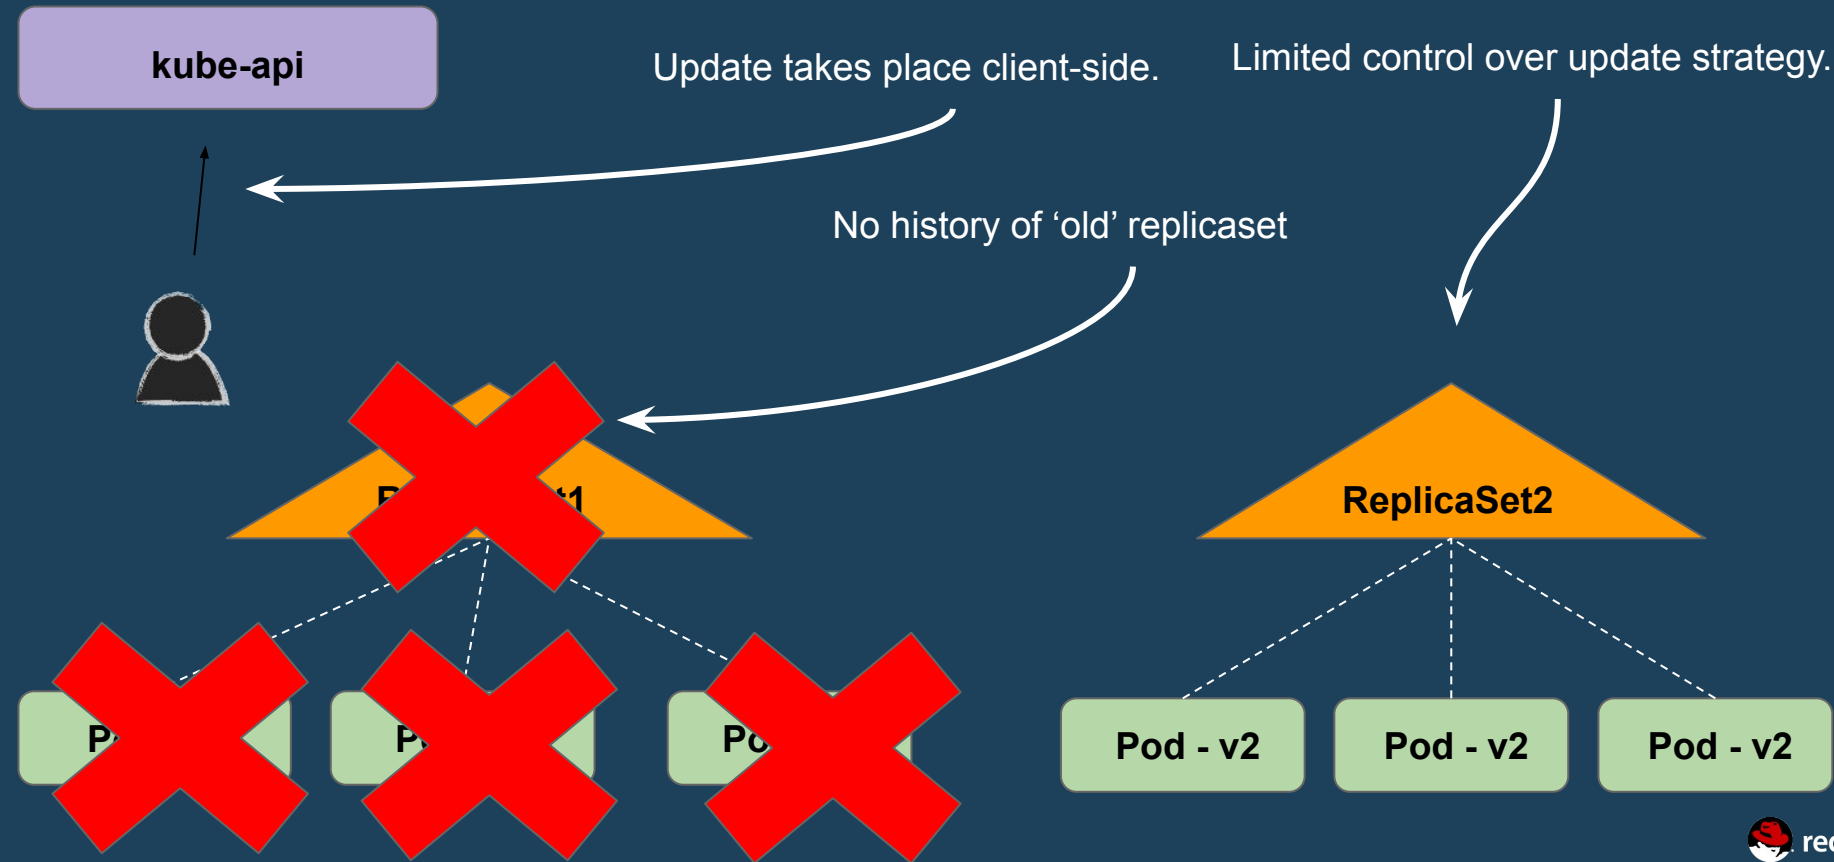 kube-api
Update takes place client-side.
Limited control over update strategy.
No history of ‘old’ replicaset
ReplicaSet2
Pod - v2
Pod - v2
Pod - v2